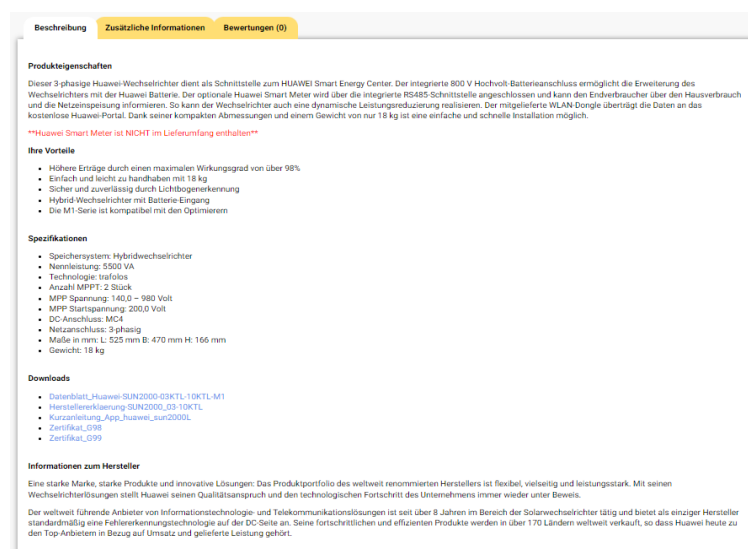 Beschreibung Zusätzliche Informationen Bewertungen (0)
Produkteigenschaften
Dieser 3-phasige Huawei-Wechselrichter dient als Schnittstelle zum HUAWEI Smart Energy Center. Der integrierte 800 V Hochvolt-Batterieanschluss ermöglicht die Erweiterung des
Wechselrichters mit der Huawei Batterie. Der optionale Huawei Smart Meter wird über die integrierte RS485-Schnittstelle angeschlossen und kann den Endverbraucher über den Hausverbrauch
und die Netzeinspeisung informieren. So kann der Wechselrichter auch eine dynamische Leistungsreduzierung realisieren. Der mitgelieferte WLAN-Dongle überträgt die Daten an das
kostenlose Huawei-Portal. Dank seiner kompakten Abmessungen und einem Gewicht von nur 18 kg ist eine einfache und schnelle Installation möglich.
**Huawei Smart Meter ist NICHT im Lieferumfang enthalten**
Ihre Vorteile
• Höhere Erträge durch einen maximalen Wirkungsgrad von über 98%
• Einfach und leicht zu handhaben mit 18 kg
• Sicher und zuverlässig durch Lichtbogenerkennung
• Hybrid-Wechselrichter mit Batterie-Eingang
• Die M1-Serie ist kompatibel mit den Optimierern
Spezifikationen
• Speichersystem: Hybridwechselrichter
• Nennleistung: 5500 VA
• Technologie: trafolos
• Anzahl MPPT: 2 Stück
• MPP Spannung: 140,0 – 980 Volt
• MPP Startspannung: 200,0 Volt
• DC-Anschluss: MC4
• Netzanschluss: 3-phasig
• Maße in mm: L: 525 mm B: 470 mm H: 166 mm
• Gewicht: 18 kg
Downloads
• Datenblatt_Huawei-SUN2000-03KTL-10KTL-M1
• Herstellererklaerung-SUN2000_03-10KTL
• Kurzanleitung_App_huawei_sun2000L
• Zertifikat_G98
• Zertifikat_G99
Informationen zum Hersteller
Eine starke Marke, starke Produkte und innovative Lösungen: Das Produktportfolio des weltweit renommierten Herstellers ist flexibel, vielseitig und leistungsstark. Mit seinen
Wechselrichterlösungen stellt Huawei seinen Qualitätsanspruch und den technologischen Fortschritt des Unternehmens immer wieder unter Beweis.
Der weltweit führende Anbieter von Informationstechnologie- und Telekommunikationslösungen ist seit über 8 Jahren im Bereich der Solarwechselrichter tätig und bietet als einziger Hersteller
standardmäßig eine Fehlererkennungstechnologie auf der DC-Seite an. Seine fortschrittlichen und effizienten Produkte werden in über 170 Ländern weltweit verkauft, so dass Huawei heute zu
den Top-Anbietern in Bezug auf Umsatz und gelieferte Leistung gehört.